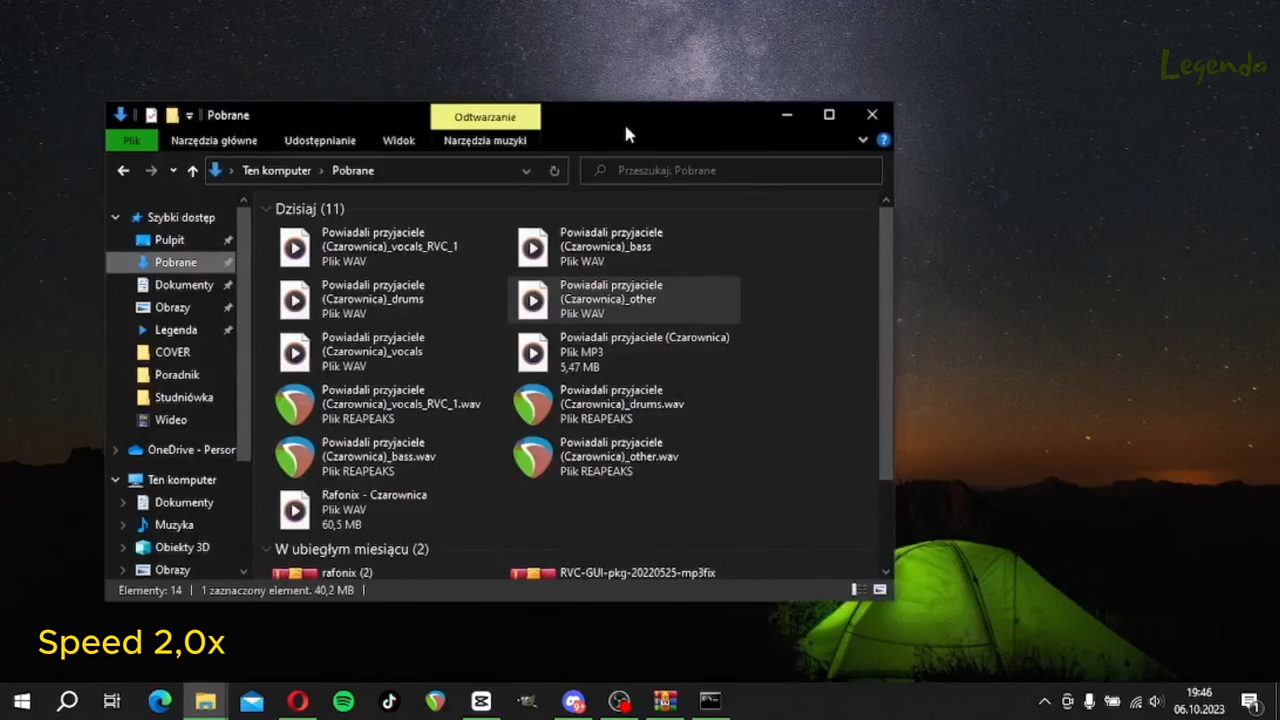 Legenda
Pobrane
Odtwarzanie
Plik
Narzędzia główne
Udostępnianie
Widok
Narzędzia muzyki
Ten komputer
Pobrane
Przeszukaj: Pobrane
Szybki dostęp
Pulpit
Pobrane
Dokumenty
Obrazy
Legenda
COVER
Poradnik
Studniówka
Wideo
OneDrive - Persor
Ten komputer
Dokumenty
Muzyka
Obiekty 3D
Obrazy
Dzisiaj (11)
Powiadali przyjaciele
(Czarownica)_vocals_RVC_1
Plik WAV
Powiadali przyjaciele
(Czarownica)_bass
Plik WAV
Powiadali przyjaciele
(Czarownica)_drums
Plik WAV
Powiadali przyjaciele
(Czarownica)_other
Plik WAV
Powiadali przyjaciele
(Czarownica)_vocals
Plik WAV
Powiadali przyjaciele (Czarownica)
Plik MP3
5,47 MB
Powiadali przyjaciele
(Czarownica)_vocals_RVC_1.wav
Plik REAPEAKS
Powiadali przyjaciele
(Czarownica)_drums.wav
Plik REAPEAKS
Powiadali przyjaciele
(Czarownica)_bass.wav
Plik REAPEAKS
Powiadali przyjaciele
(Czarownica)_other.wav
Plik REAPEAKS
Rafonix - Czarownica
Plik WAV
60,5 MB
W ubiegłym miesiącu (2)
rafonix (2)
RVC-GUI-pkg-20220525-mp3fix
Elementy: 14
1 zaznaczony element. 40,2 MB
Speed 2,0x
19:46
06.10.2023